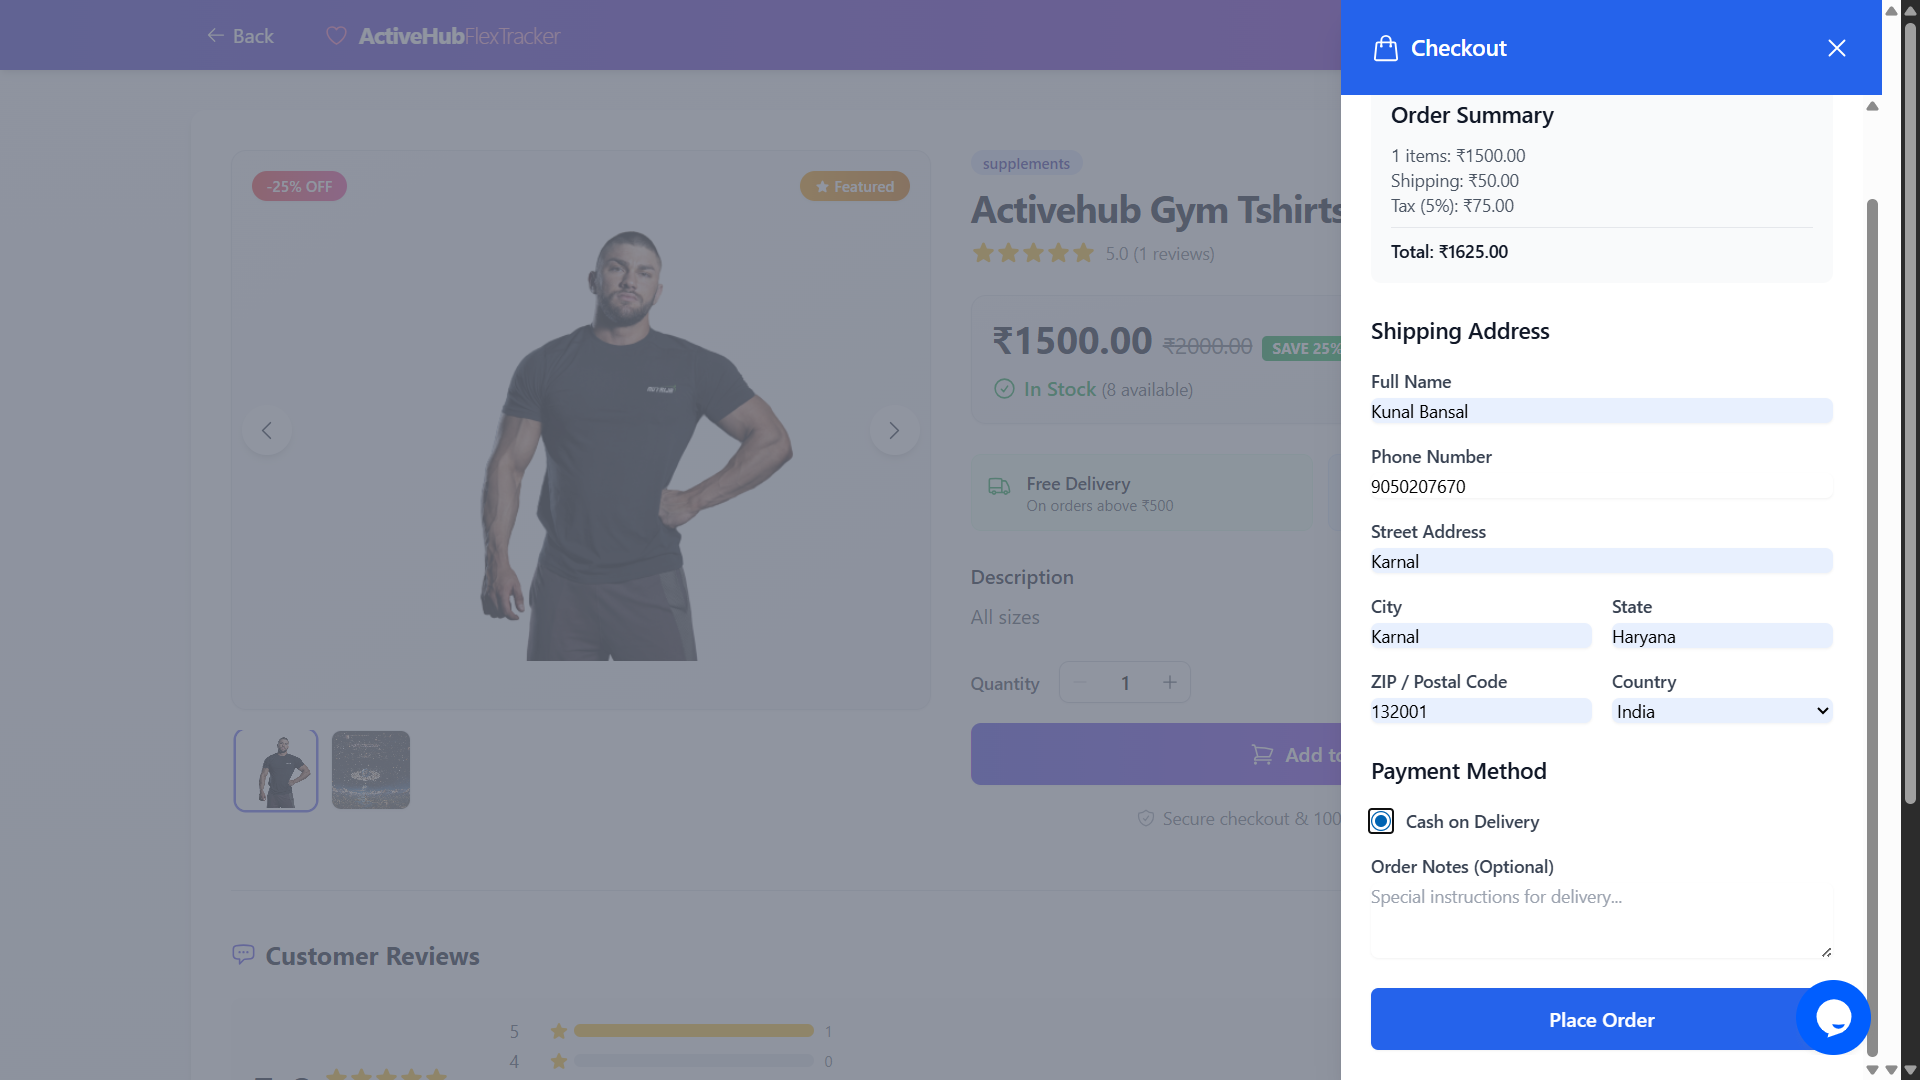 Back
ActiveHubFlexTracker
-25% OFF
Featured
supplements
Activehub Gym Tshirts
5.0 (1 reviews)
₹1500.00 ₹2000.00 SAVE 25%
In Stock (8 available)
Free Delivery
On orders above ₹500
Description
All sizes
Quantity
1
Add to
Secure checkout & 100
Customer Reviews
5 1
4 0
Checkout
Order Summary
1 items: ₹1500.00
Shipping: ₹50.00
Tax (5%): ₹75.00
Total: ₹1625.00
Shipping Address
Full Name
Kunal Bansal
Phone Number
9050207670
Street Address
Karnal
City State
Karnal Haryana
ZIP / Postal Code Country
132001 India
Payment Method
Cash on Delivery
Order Notes (Optional)
Special instructions for delivery...
Place Order